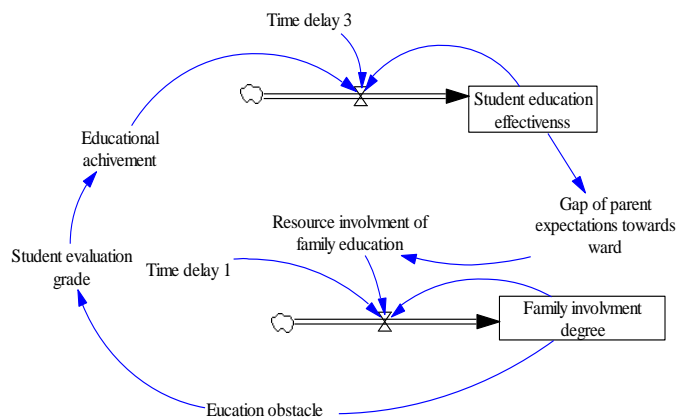 Time delay 3
Student education
effectivenss
Educational
achivement
Gap of parent
expectations towards
ward
Resource involvment of
family education
Student evaluation
grade
Time delay 1
Family involvment
degree
Eucation obstacle